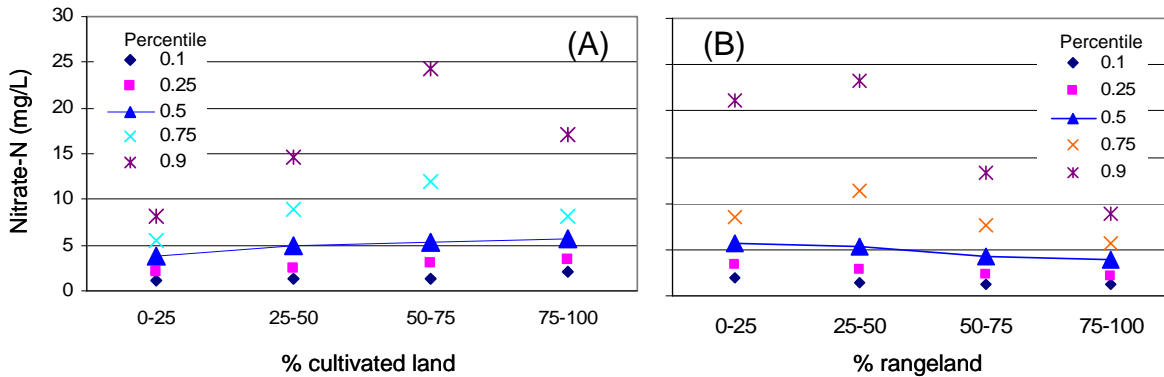 30
25
20
15
10
5
0
Nitrate-N (mg/L)
Percentile
0.1
0.25
0.5
0.75
0.9
(A)
0-25 25-50 50-75 75-100
% cultivated land
(B)
Percentile
0.1
0.25
0.5
0.75
0.9
0-25 25-50 50-75 75-100
% rangeland